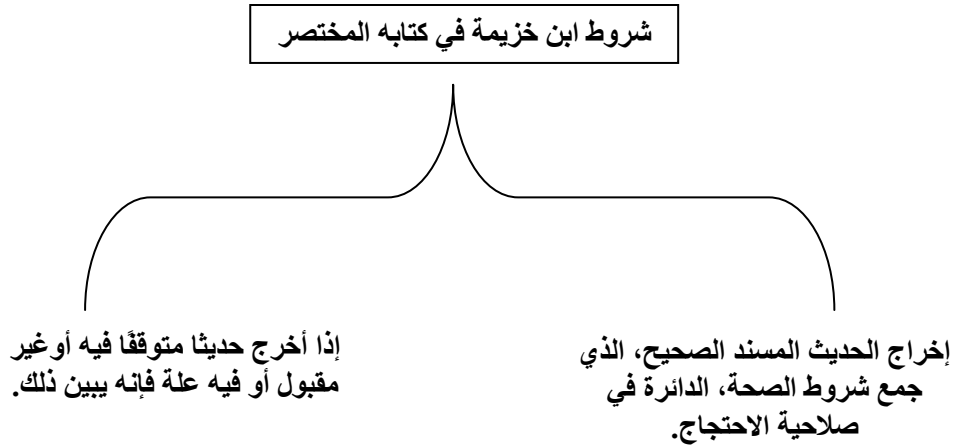 شروط ابن خزيمة في كتابه المختصر
إخراج الحديث المسند الصحيح، الذي
جمع شروط الصحة، الدائرة في
صلاحية الاحتجاج.
إذا أخرج حديثا متوقفًا فيه أوغير
مقبول أو فيه علة فإنه يبين ذلك.